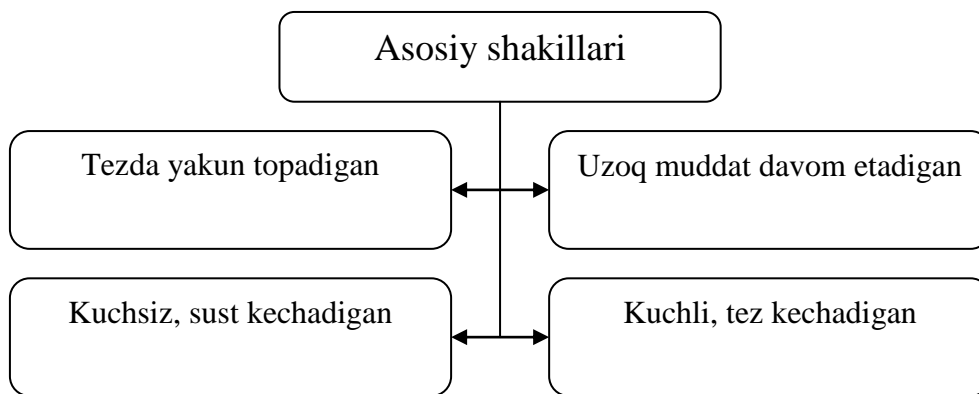 Asosiy shakillari
Tezda yakun topadigan
Uzoq muddat davom etadigan
Kuchsiz, sust kechadigan
Kuchli, tez kechadigan